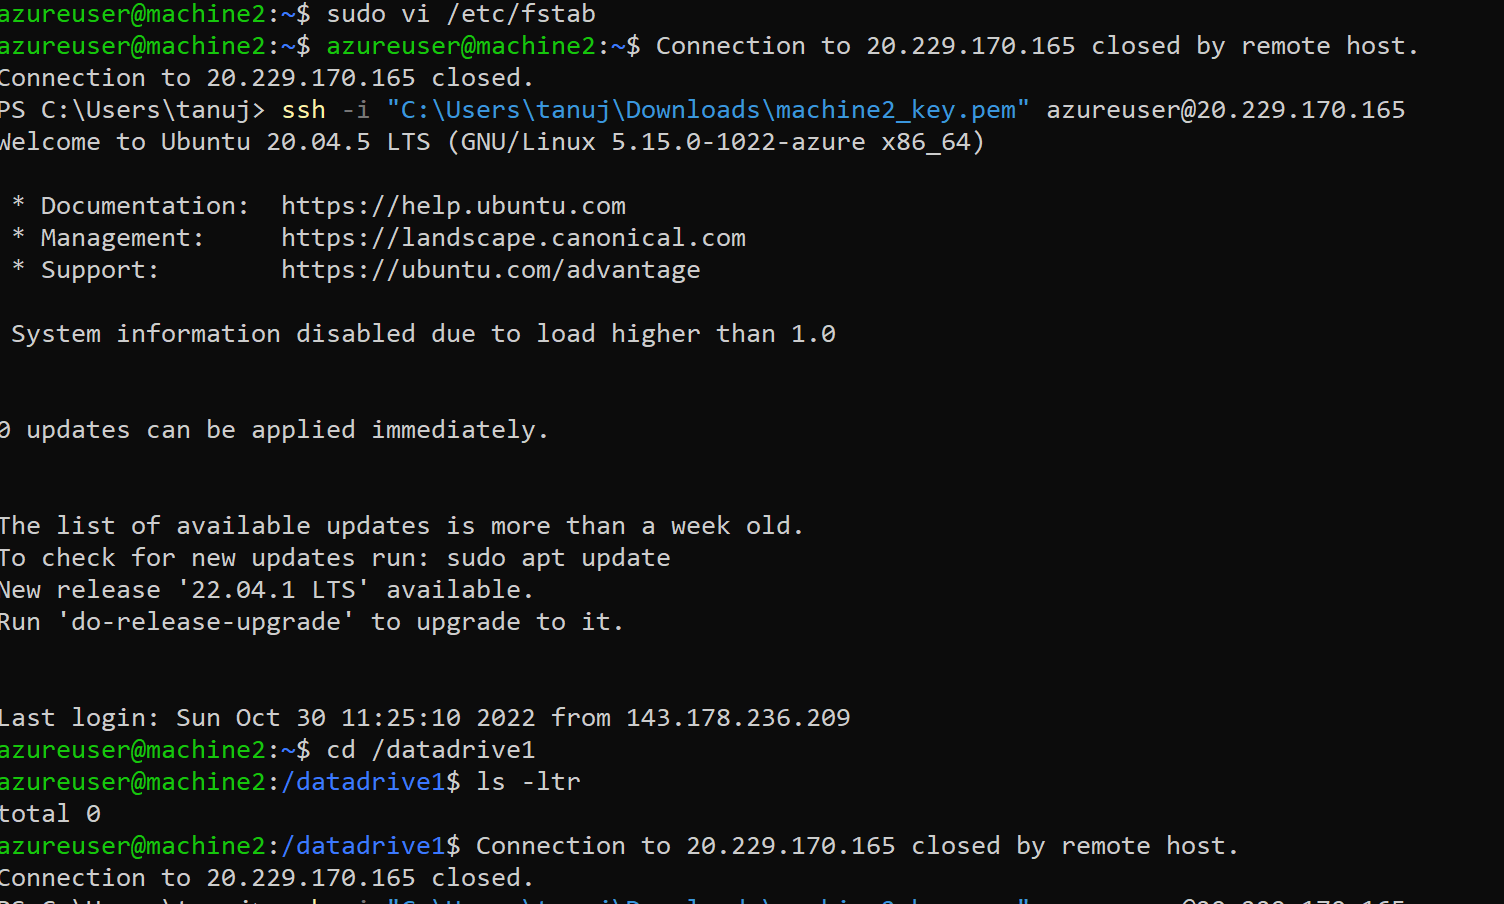 azureuser@machine2:~$ sudo vi /etc/fstab
azureuser@machine2:~$ azureuser@machine2:~$ Connection to 20.229.170.165 closed by remote host.
Connection to 20.229.170.165 closed.
PS C:\Users\tanuj> ssh -i "C:\Users\tanuj\Downloads\machine2_key.pem" azureuser@20.229.170.165
Welcome to Ubuntu 20.04.5 LTS (GNU/Linux 5.15.0-1022-azure x86_64)
* Documentation:  https://help.ubuntu.com
* Management:     https://landscape.canonical.com
* Support:        https://ubuntu.com/advantage
System information disabled due to load higher than 1.0
0 updates can be applied immediately.
The list of available updates is more than a week old.
To check for new updates run: sudo apt update
New release '22.04.1 LTS' available.
Run 'do-release-upgrade' to upgrade to it.
Last login: Sun Oct 30 11:25:10 2022 from 143.178.236.209
azureuser@machine2:~$ cd /datadrive1
azureuser@machine2:/datadrive1$ ls -ltr
total 0
azureuser@machine2:/datadrive1$ Connection to 20.229.170.165 closed by remote host.
Connection to 20.229.170.165 closed.